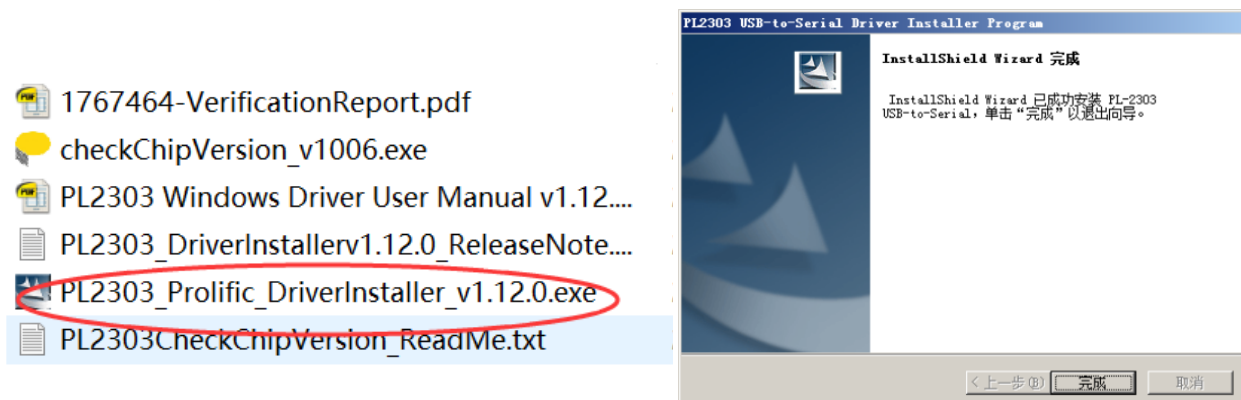 1767464-VerificationReport.pdf
checkChipVersion_v1006.exe
PL2303 Windows Driver User Manual v1.12....
PL2303_DriverInstallerv1.12.0_ReleaseNote....
PL2303_Prolific_DriverInstaller_v1.12.0.exe
PL2303CheckChipVersion_ReadMe.txt
PL2303 USB-to-Serial Driver Installer Program
InstallShield Wizard 完成
InstallShield Wizard 已成功安装 PL-2303
USB-to-Serial，单击“完成”以退出向导。
<上一步(B)
完成
取消